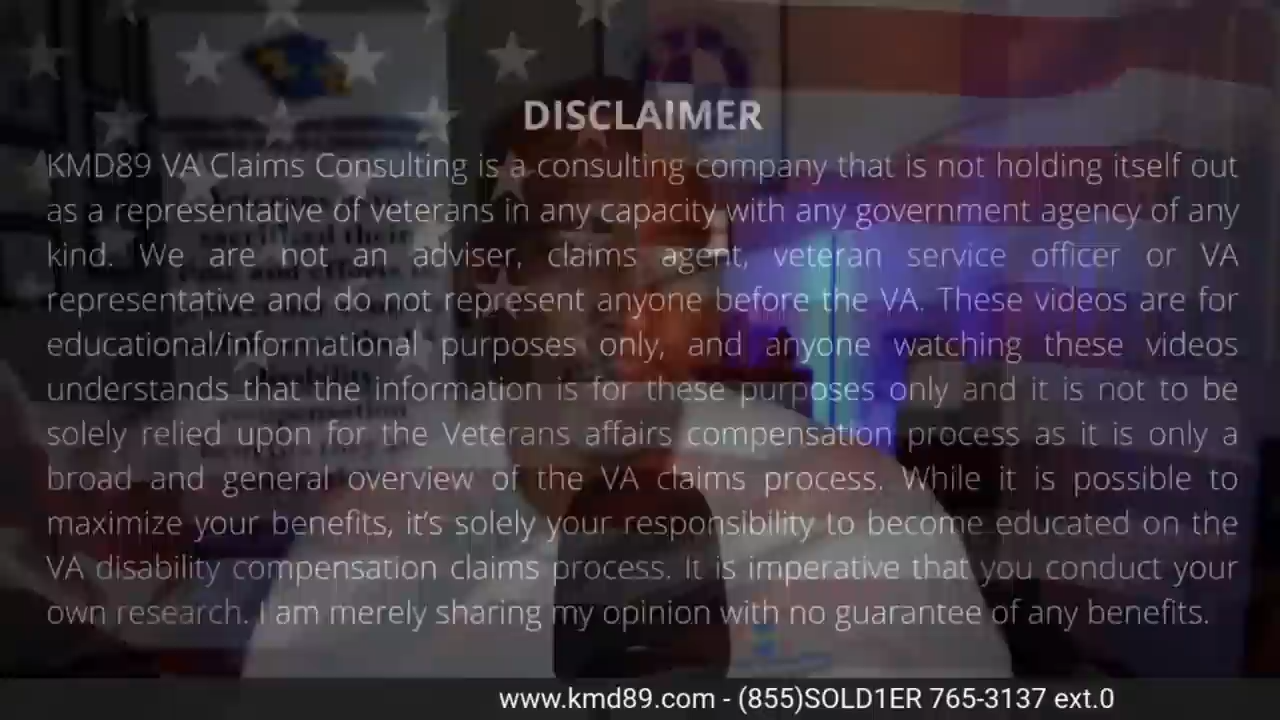 DISCLAIMER
KMD89 VA Claims Consulting is a consulting company that is not holding itself out
as a representative of veterans in any capacity with any government agency of any
kind. We are not an adviser, claims agent, veteran service officer or VA
representative and do not represent anyone before the VA. These videos are for
educational/informational purposes only, and anyone watching these videos
understands that the information is for these purposes only and it is not to be
solely relied upon for the Veterans affairs compensation process as it is only a
broad and general overview of the VA claims process. While it is possible to
maximize your benefits, it’s solely your responsibility to become educated on the
VA disability compensation claims process. It is imperative that you conduct your
own research. I am merely sharing my opinion with no guarantee of any benefits.
www.kmd89.com - (855)SOLD1ER 765-3137 ext.0